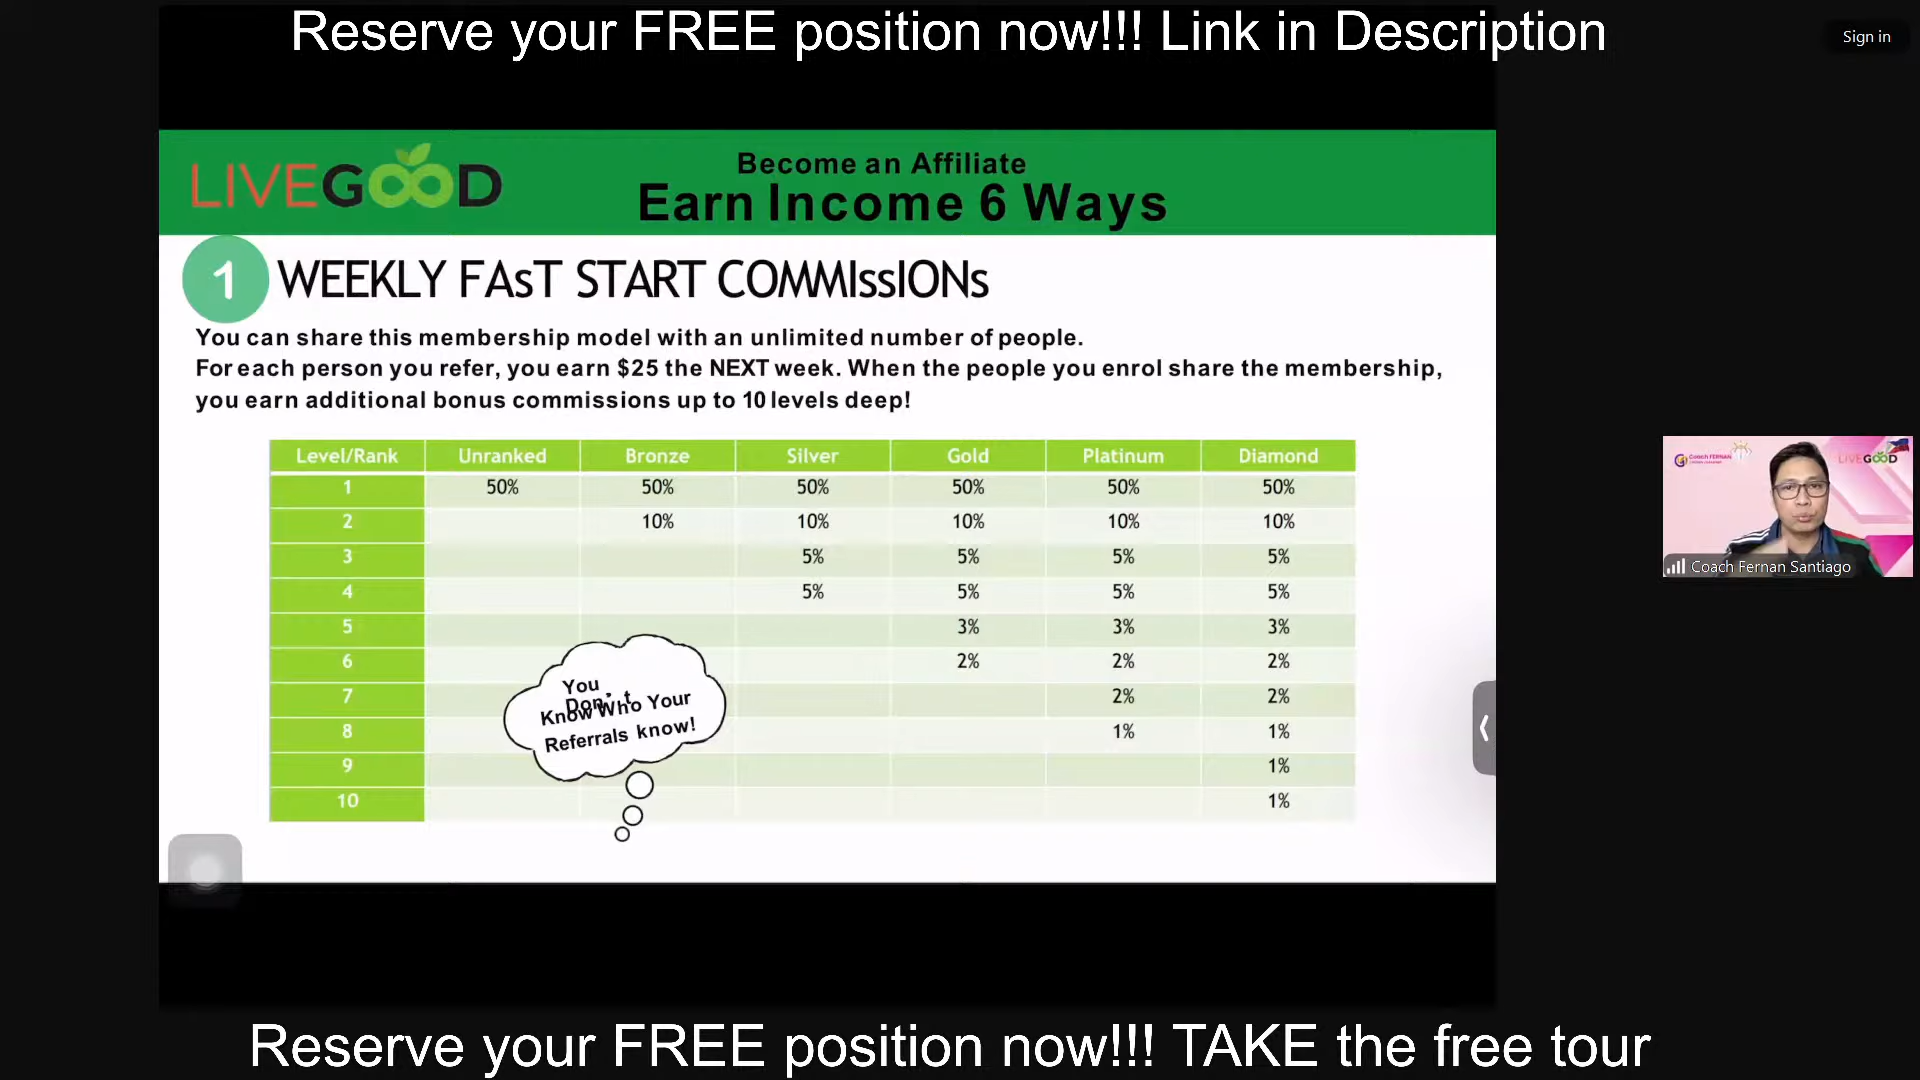 Reserve your FREE position now!!! Link in Description
Sign in
LIVEGOOD
Become an Affiliate
Earn Income 6 Ways
1 WEEKLY FAsT START COMMIssIONs
You can share this membership model with an unlimited number of people.
For each person you refer, you earn $25 the NEXT week. When the people you enrol share the membership,
you earn additional bonus commissions up to 10 levels deep!
Level/Rank Unranked Bronze Silver Gold Platinum Diamond
1 50% 50% 50% 50% 50% 50%
2 10% 10% 10% 10% 10%
3 5% 5% 5% 5%
4 5% 5% 5% 5%
5 3% 3% 3%
6 2% 2% 2%
7 2% 2%
8 1% 1%
9 1%
10 1%
You
Don't
Know Who Your
Referrals know!
Coach FERNAN
LIVEGOOD
Coach Fernan Santiago
Reserve your FREE position now!!! TAKE the free tour